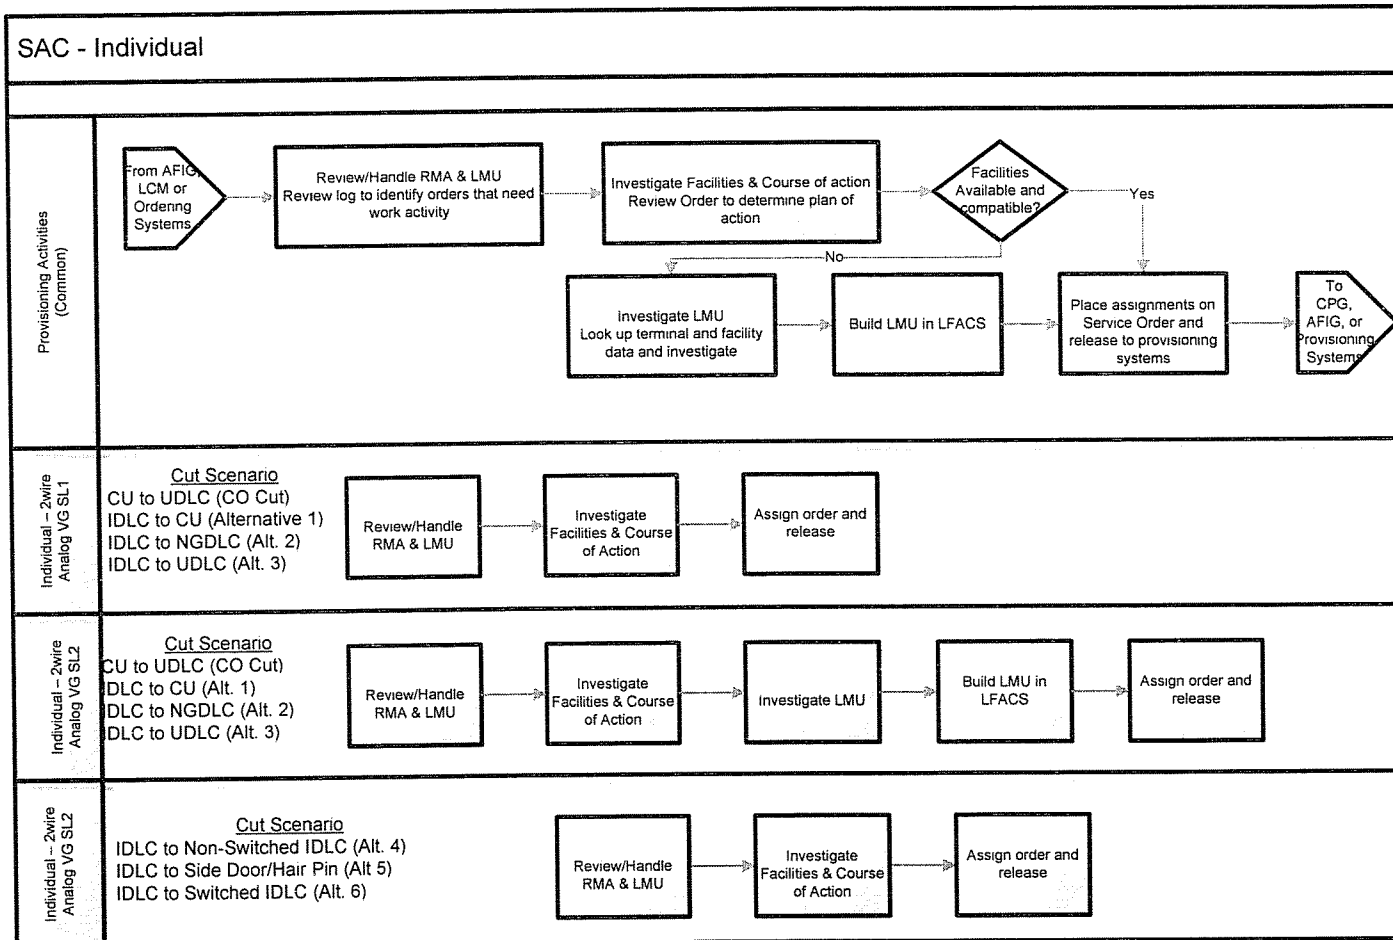 SAC - Individual
Provisioning Activities
(Common)
From AFIG,
LCM or
Ordering
Systems
Review/Handle RMA & LMU
Review log to identify orders that need
work activity
Investigate Facilities & Course of action
Review Order to determine plan of
action
Facilities
Available and
compatible?
Yes
No
Investigate LMU
Look up terminal and facility
data and investigate
Build LMU in LFACS
Place assignments on
Service Order and
release to provisioning
systems
To
CPG,
AFIG, or
Provisioning
Systems
Individual – 2wire
Analog VG SL1
Cut Scenario
CU to UDLC (CO Cut)
IDLC to CU (Alternative 1)
IDLC to NGDLC (Alt. 2)
IDLC to UDLC (Alt. 3)
Review/Handle
RMA & LMU
Investigate
Facilities & Course
of Action
Assign order and
release
Individual – 2wire
Analog VG SL2
Cut Scenario
CU to UDLC (CO Cut)
IDLC to CU (Alt. 1)
IDLC to NGDLC (Alt. 2)
IDLC to UDLC (Alt. 3)
Review/Handle
RMA & LMU
Investigate
Facilities & Course
of Action
Investigate LMU
Build LMU in
LFACS
Assign order and
release
Individual – 2wire
Analog VG SL2
Cut Scenario
IDLC to Non-Switched IDLC (Alt. 4)
IDLC to Side Door/Hair Pin (Alt 5)
IDLC to Switched IDLC (Alt. 6)
Review/Handle
RMA & LMU
Investigate
Facilities & Course
of Action
Assign order and
release